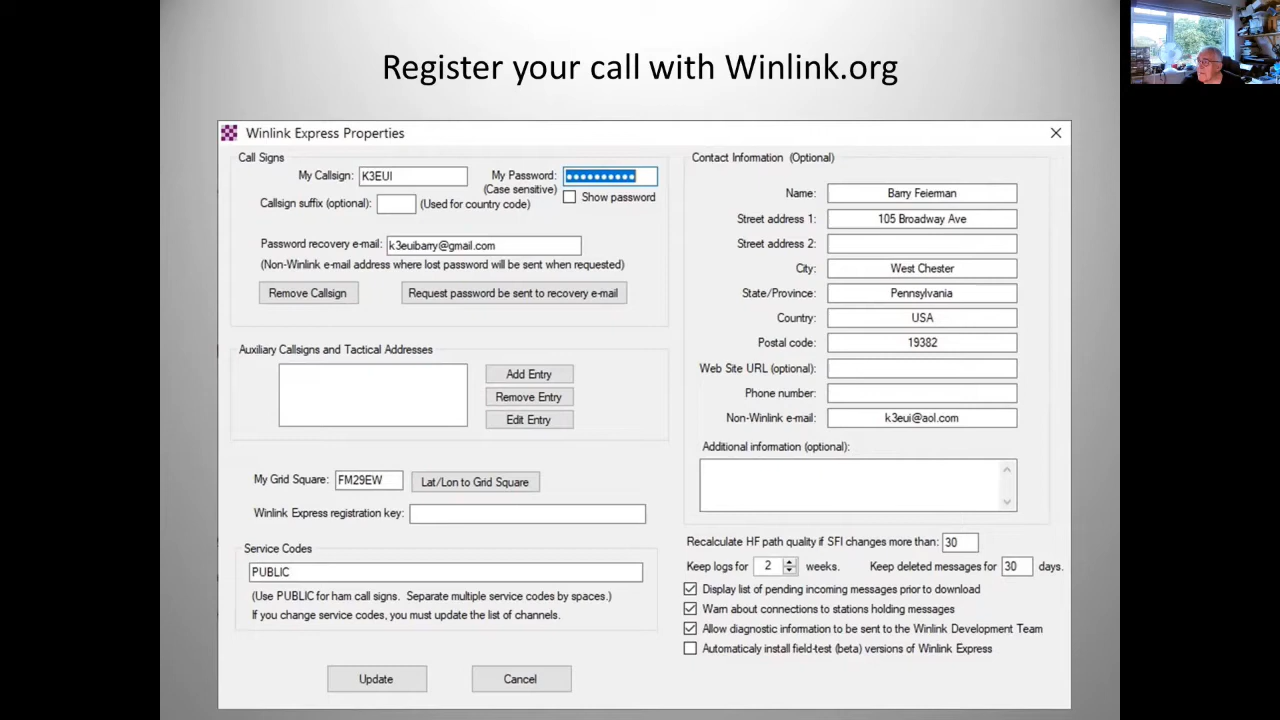 Register your call with Winlink.org
Winlink Express Properties
Call Signs
My Callsign: K3EUI
My Password: ••••••••••
(Case sensitive)
Show password
Callsign suffix (optional): (Used for country code)
Password recovery e-mail: k3euibarry@gmail.com
(Non-Winlink e-mail address where lost password will be sent when requested)
Remove Callsign
Request password be sent to recovery e-mail
Auxiliary Callsigns and Tactical Addresses
Add Entry
Remove Entry
Edit Entry
My Grid Square: FM29EW
Lat/Lon to Grid Square
Winlink Express registration key:
Service Codes
PUBLIC
(Use PUBLIC for ham call signs. Separate multiple service codes by spaces.)
If you change service codes, you must update the list of channels.
Update
Cancel
Contact Information (Optional)
Name: Barry Feierman
Street address 1: 105 Broadway Ave
Street address 2:
City: West Chester
State/Province: Pennsylvania
Country: USA
Postal code: 19382
Web Site URL (optional):
Phone number:
Non-Winlink e-mail: k3eui@aol.com
Additional information (optional):
Recalculate HF path quality if SFI changes more than: 30
Keep logs for 2 weeks. Keep deleted messages for 30 days.
Display list of pending incoming messages prior to download
Warn about connections to stations holding messages
Allow diagnostic information to be sent to the Winlink Development Team
Automaticaly install field-test (beta) versions of Winlink Express